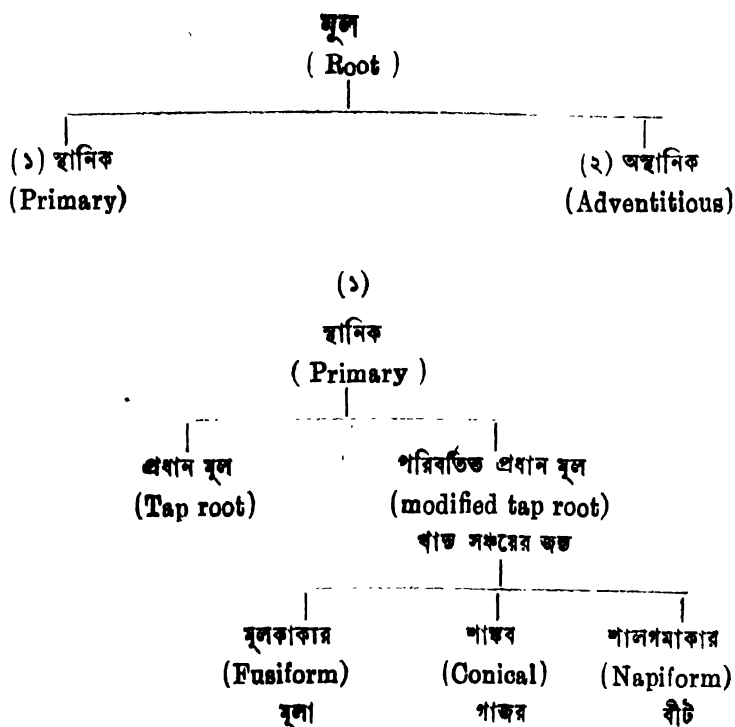 মূল
( Root )
(১) স্থানিক (২) অস্থানিক
(Primary) (Adventitious)
(১)
স্থানিক
( Primary )
প্রধান মূল পরিবর্তিত প্রধান মূল
(Tap root) (modified tap root)
খাদ্য সঞ্চয়ের জন্য
মূলকাকার শাঙ্কব শালগমাকার
(Fusiform) (Conical) (Napiform)
মূলা গাজর বীট